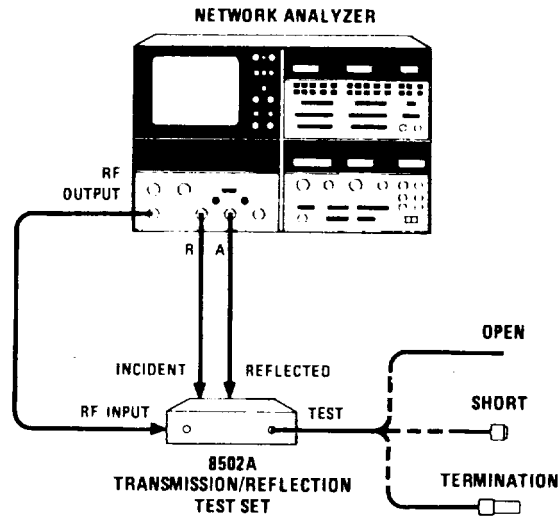 NETWORK ANALYZER
RF
OUTPUT
R A
INCIDENT REFLECTED
RF INPUT
TEST
OPEN
SHORT
TERMINATION
8502A
TRANSMISSION/REFLECTION
TEST SET